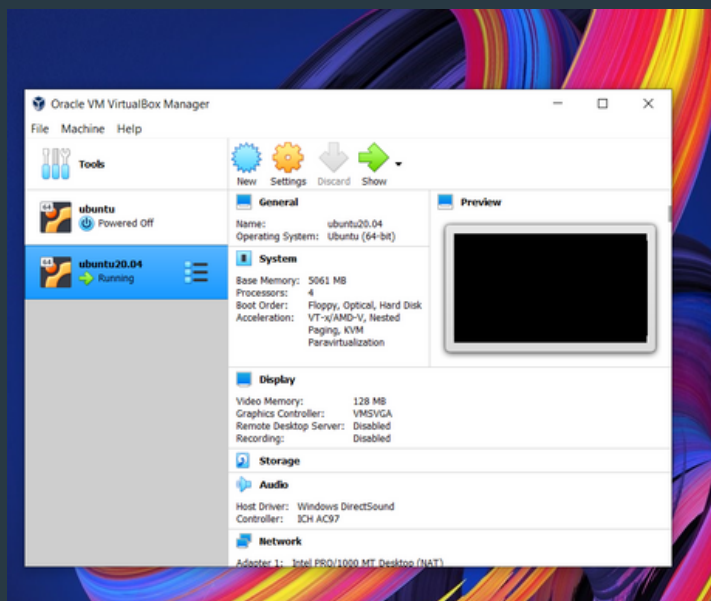 Oracle VM VirtualBox Manager
File Machine Help
Tools
New Settings Discard Show
64
ubuntu
Powered Off
64
ubuntu20.04
Running
General
Name: ubuntu20.04
Operating System: Ubuntu (64-bit)
System
Base Memory: 5061 MB
Processors: 4
Boot Order: Floppy, Optical, Hard Disk
Acceleration: VT-x/AMD-V, Nested
Paging, KVM
Paravirtualization
Preview
Display
Video Memory: 128 MB
Graphics Controller: VMSVGA
Remote Desktop Server: Disabled
Recording: Disabled
Storage
Audio
Host Driver: Windows DirectSound
Controller: ICH AC97
Network
Adapter 1: Intel PRO/1000 MT Desktop (NAT)